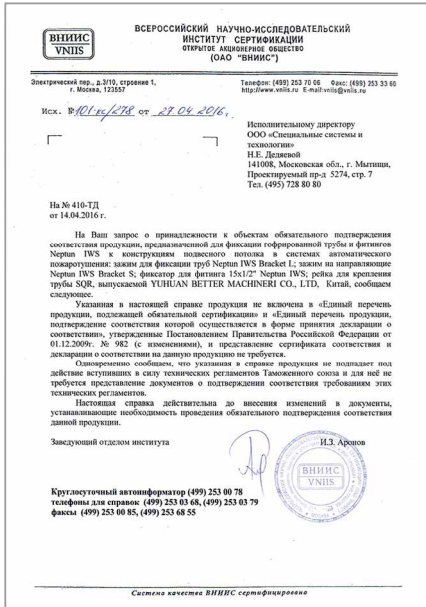 ВНИИС
VNIIS
ВСЕРОССИЙСКИЙ НАУЧНО-ИССЛЕДОВАТЕЛЬСКИЙ
ИНСТИТУТ СЕРТИФИКАЦИИ
ОТКРЫТОЕ АКЦИОНЕРНОЕ ОБЩЕСТВО
(ОАО "ВНИИС")
Электрический пер., д.3/10, строение 1,
г. Москва, 123557
Телефон: (499) 253 70 06 Факс: (499) 253 33 60
http://www.vniis.ru E-mail:vniis@vniis.ru
Исх. №101-КС/278 от 27.04.2016г.
Исполнительному директору
ООО «Специальные системы и
технологии»
Н.Е. Деляевой
141008, Московская обл., г. Мытищи,
Проектируемый пр-д 5274, стр. 7
Тел. (495) 728 80 80
На № 410-ТД
от 14.04.2016 г.
На Ваш запрос о принадлежности к объектам обязательного подтверждения
соответствия продукции, предназначенной для фиксации гофрированной трубы и фитингов
Neptun IWS к конструкциям подвесного потолка в системах автоматического
пожаротушения: зажим для фиксации труб Neptun IWS Bracket L; зажим на направляющие
Neptun IWS Bracket S; фиксатор для фитинга 15x1/2" Neptun IWS; рейка для крепления
трубы SQR, выпускаемой YUHUAN BETTER MACHINERI CO., LTD, Китай, сообщаем
следующее.
Указанная в настоящей справке продукция не включена в «Единый перечень
продукции, подлежащей обязательной сертификации» и «Единый перечень продукции,
подтверждение соответствия которой осуществляется в форме принятия декларации о
соответствии», утвержденные Постановлением Правительства Российской Федерации от
01.12.2009г. № 982 (с изменениями), и представление сертификата соответствия и
декларации о соответствии на данную продукцию не требуется.
Одновременно сообщаем, что указанная в справке продукция не подпадает под
действие вступивших в силу технических регламентов Таможенного союза и для неё не
требуется представление документов о подтверждении соответствия требованиям этих
технических регламентов.
Настоящая справка действительна до внесения изменений в документы,
устанавливающие необходимость проведения обязательного подтверждения соответствия
данной продукции.
Заведующий отделом института
И.З. Аронов
ВНИИС
VNIIS
Круглосуточный автоинформатор (499) 253 00 78
телефоны для справок (499) 253 03 68, (499) 253 03 79
факсы (499) 253 00 85, (499) 253 68 55
Система качества ВНИИС сертифицирована